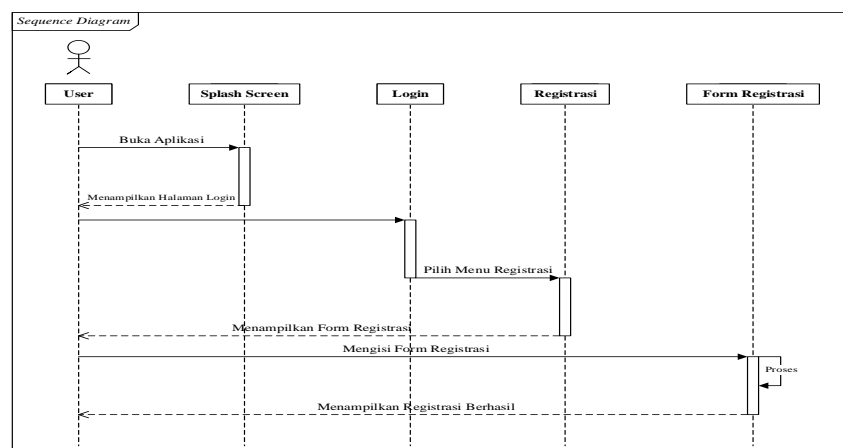 Sequence Diagram
User
Splash Screen
Login
Registrasi
Form Registrasi
Buka Aplikasi
Menampilkan Halaman Login
Pilih Menu Registrasi
Menampilkan Form Registrasi
Mengisi Form Registrasi
Proses
Menampilkan Registrasi Berhasil